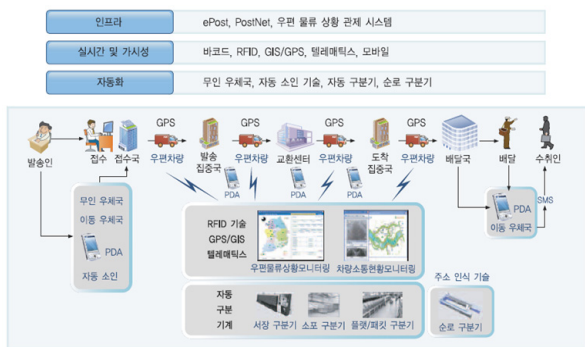 인프라
ePost, PostNet, 우편 물류 상황 관제 시스템
실시간 및 가시성
바코드, RFID, GIS/GPS, 텔레매틱스, 모바일
자동화
무인 우체국, 자동 소인 기술, 자동 구분기, 순로 구분기
GPS GPS GPS GPS
발송인
접수
접수국
우편차량
발송
집중국
우편차량
교환센터
우편차량
도착
집중국
우편차량
배달국
배달
수취인
PDA PDA PDA
무인 우체국
이동 우체국
PDA
자동 소인
RFID 기술
GPS/GIS
텔레매틱스
우편물류상황모니터링
차량소통현황모니터링
PDA
이동 우체국
SMS
자동
구분
기계
서장 구분기
소포 구분기
플랫/패킷 구분기
주소 인식 기술
순로 구분기